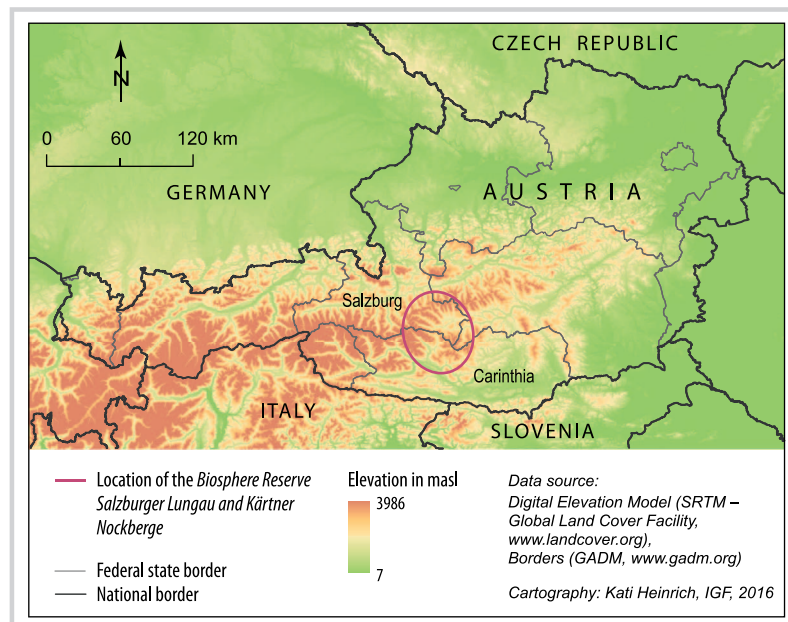 CZECH REPUBLIC
N
0 60 120 km
GERMANY
AUSTRIA
Salzburg
Carinthia
ITALY
SLOVENIA
Location of the Biosphere Reserve
Salzburger Lungau and Kärtner
Nockberge
Federal state border
National border
Elevation in masl
3986
7
Data source:
Digital Elevation Model (SRTM –
Global Land Cover Facility,
www.landcover.org),
Borders (GADM, www.gadm.org)
Cartography: Kati Heinrich, IGF, 2016